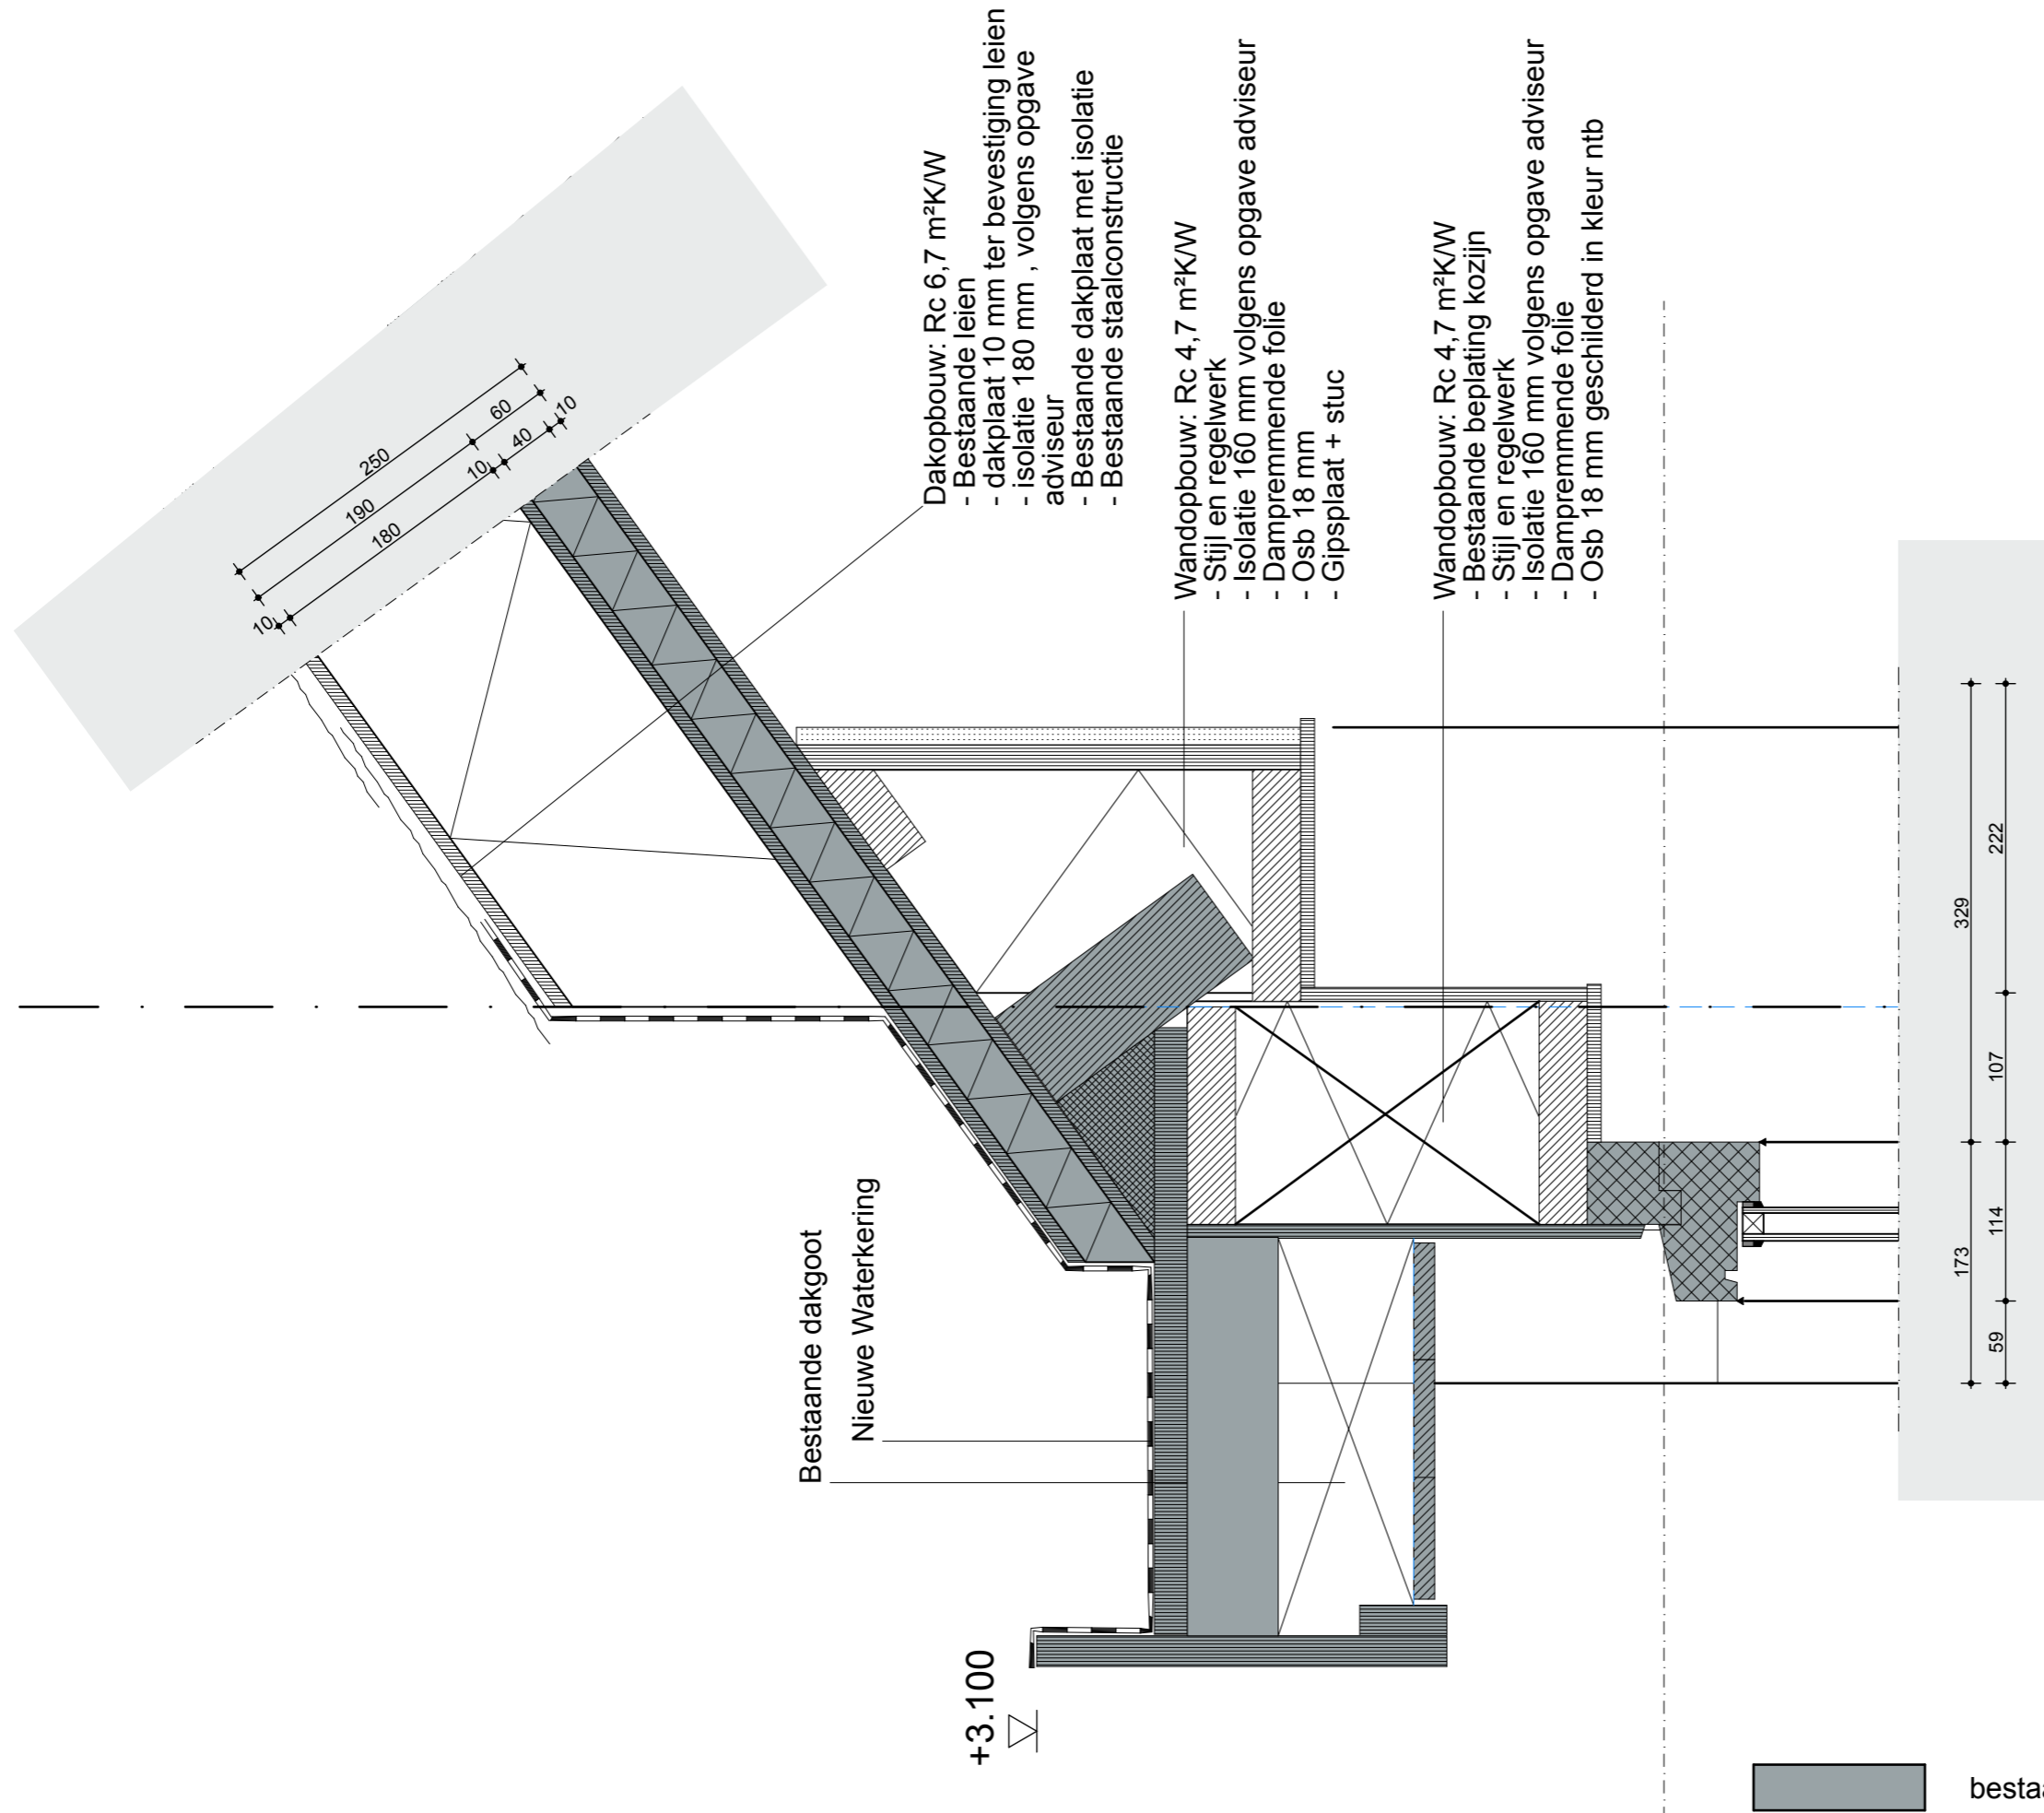 Dakopbouw: Rc 6,7 m²K/W
- Bestaande leien
- dakplaat 10 mm ter bevestiging leien
- isolatie 180 mm , volgens opgave
adviseur
- Bestaande dakplaat met isolatie
- Bestaande staalconstructie
Wandopbouw: Rc 4,7 m²K/W
- Stijl en regelwerk
- Isolatie 160 mm volgens opgave adviseur
- Dampremmende folie
- Osb 18 mm
- Gipsplaat + stuc
Wandopbouw: Rc 4,7 m²K/W
- Bestaande beplating kozijn
- Stijl en regelwerk
- Isolatie 160 mm volgens opgave adviseur
- Dampremmende folie
- Osb 18 mm geschilderd in kleur ntb
250
190
60
10
180
10
40
10
Bestaande dakgoot
Nieuwe Waterkering
+3.100
329
173
222
107
114
59
bestaa